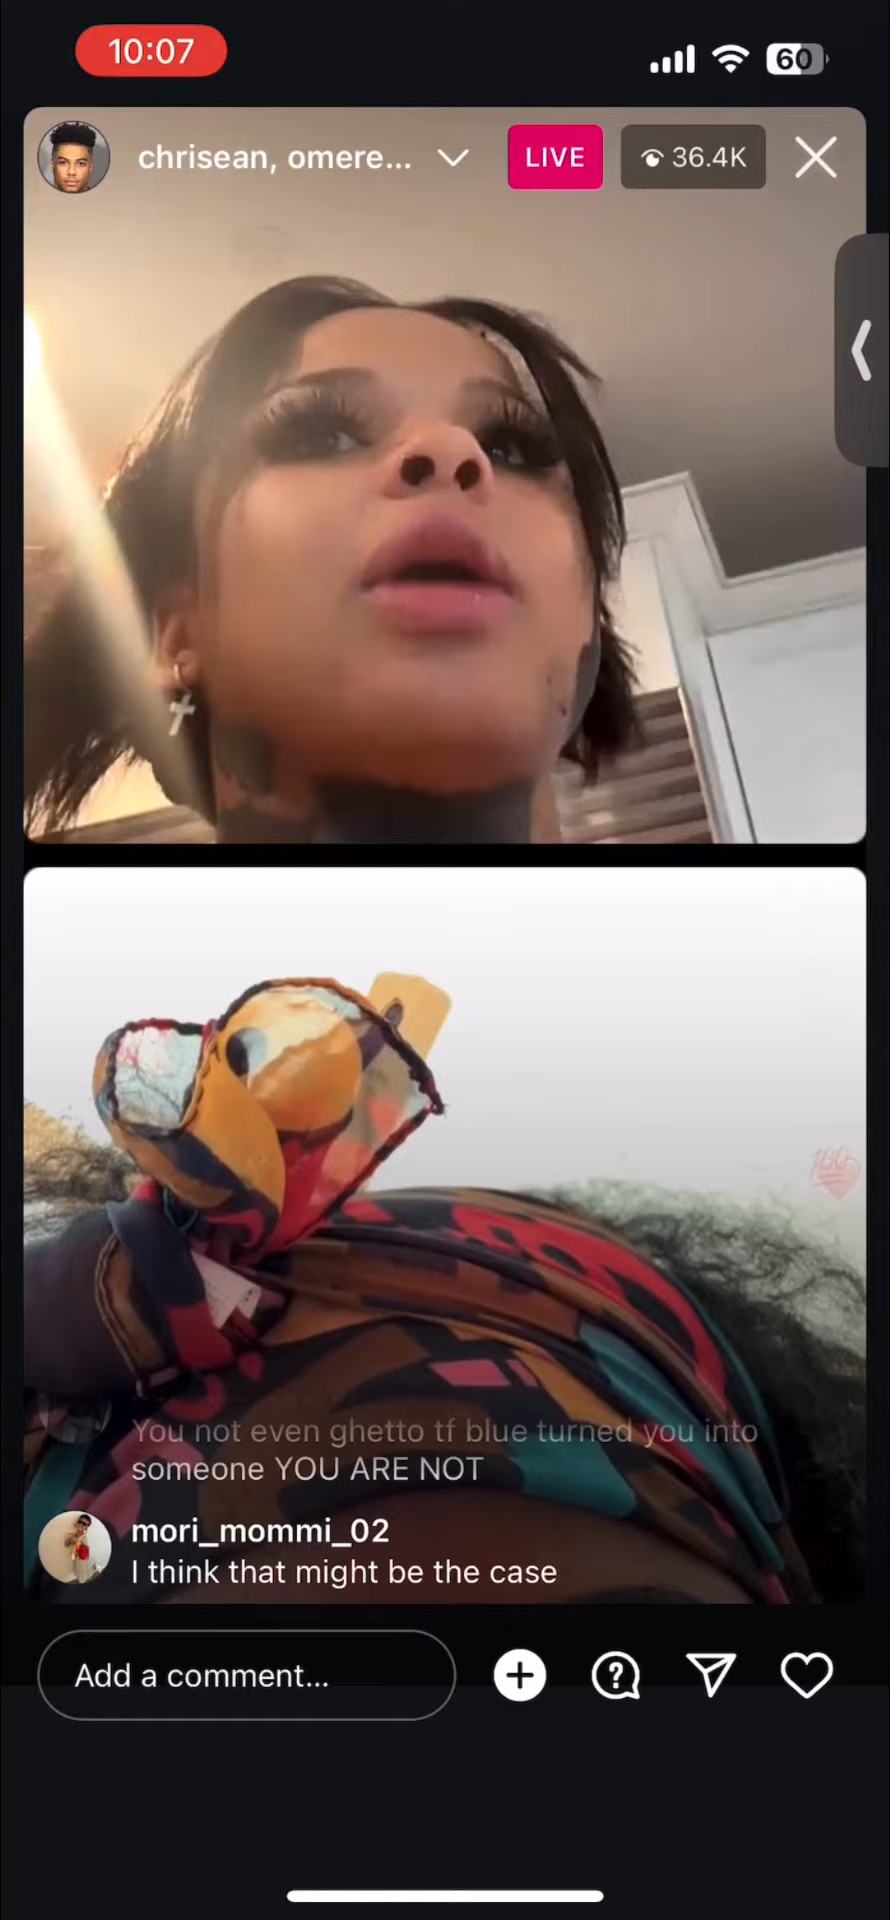 10:07
60
chrisean, omere...
LIVE
36.4K
You not even ghetto tf blue turned you into
someone YOU ARE NOT
mori_mommi_02
I think that might be the case
Add a comment...